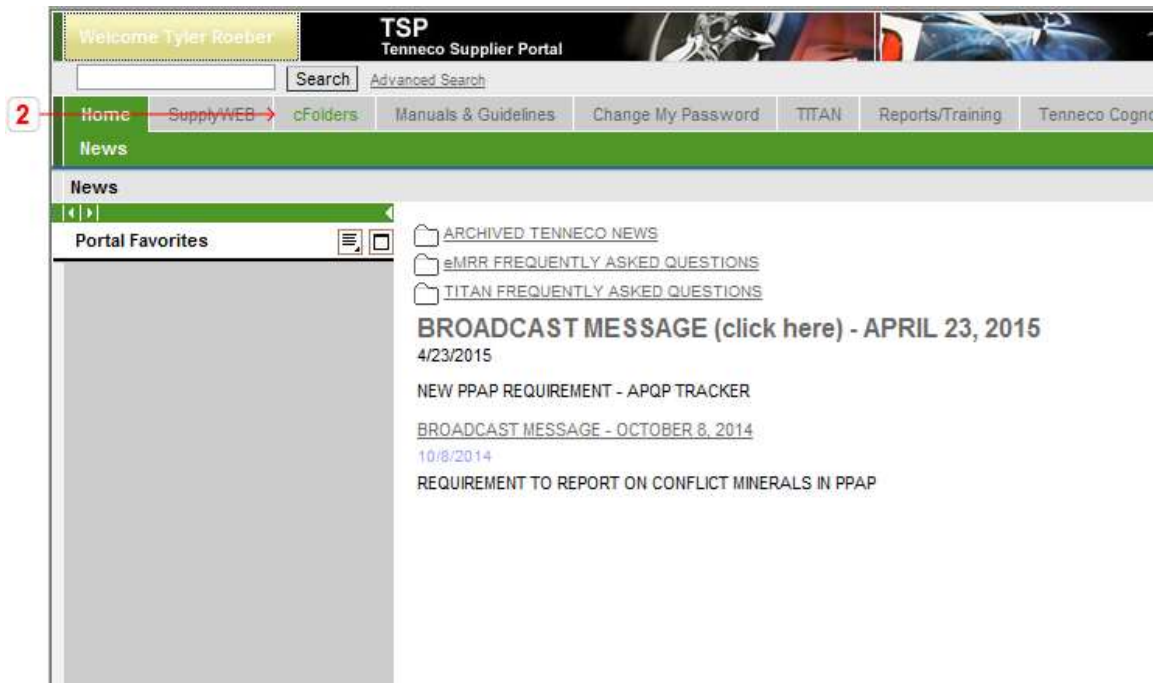 Welcome Tyler Roeber
TSP
Tenneco Supplier Portal
Search Advanced Search
2
Home SupplyWEB cFolders Manuals & Guidelines Change My Password TITAN Reports/Training Tenneco Cogno
News
News
Portal Favorites
ARCHIVED TENNECO NEWS
eMRR FREQUENTLY ASKED QUESTIONS
TITAN FREQUENTLY ASKED QUESTIONS
BROADCAST MESSAGE (click here) - APRIL 23, 2015
4/23/2015
NEW PPAP REQUIREMENT - APQP TRACKER
BROADCAST MESSAGE - OCTOBER 8, 2014
10/8/2014
REQUIREMENT TO REPORT ON CONFLICT MINERALS IN PPAP